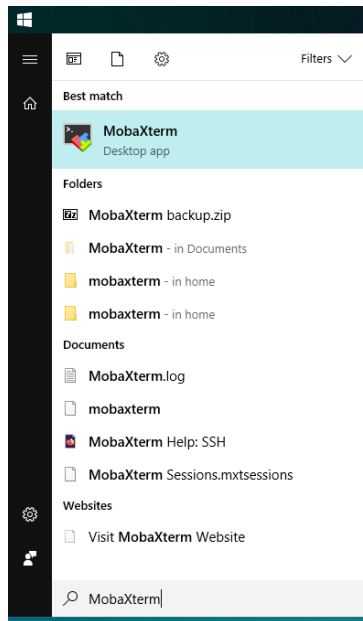 Filters
Best match
MobaXterm
Desktop app
Folders
MobaXterm backup.zip
MobaXterm - in Documents
mobaxterm - in home
mobaxterm - in home
Documents
MobaXterm.log
mobaxterm
MobaXterm Help: SSH
MobaXterm Sessions.mxtsessions
Websites
Visit MobaXterm Website
MobaXterm